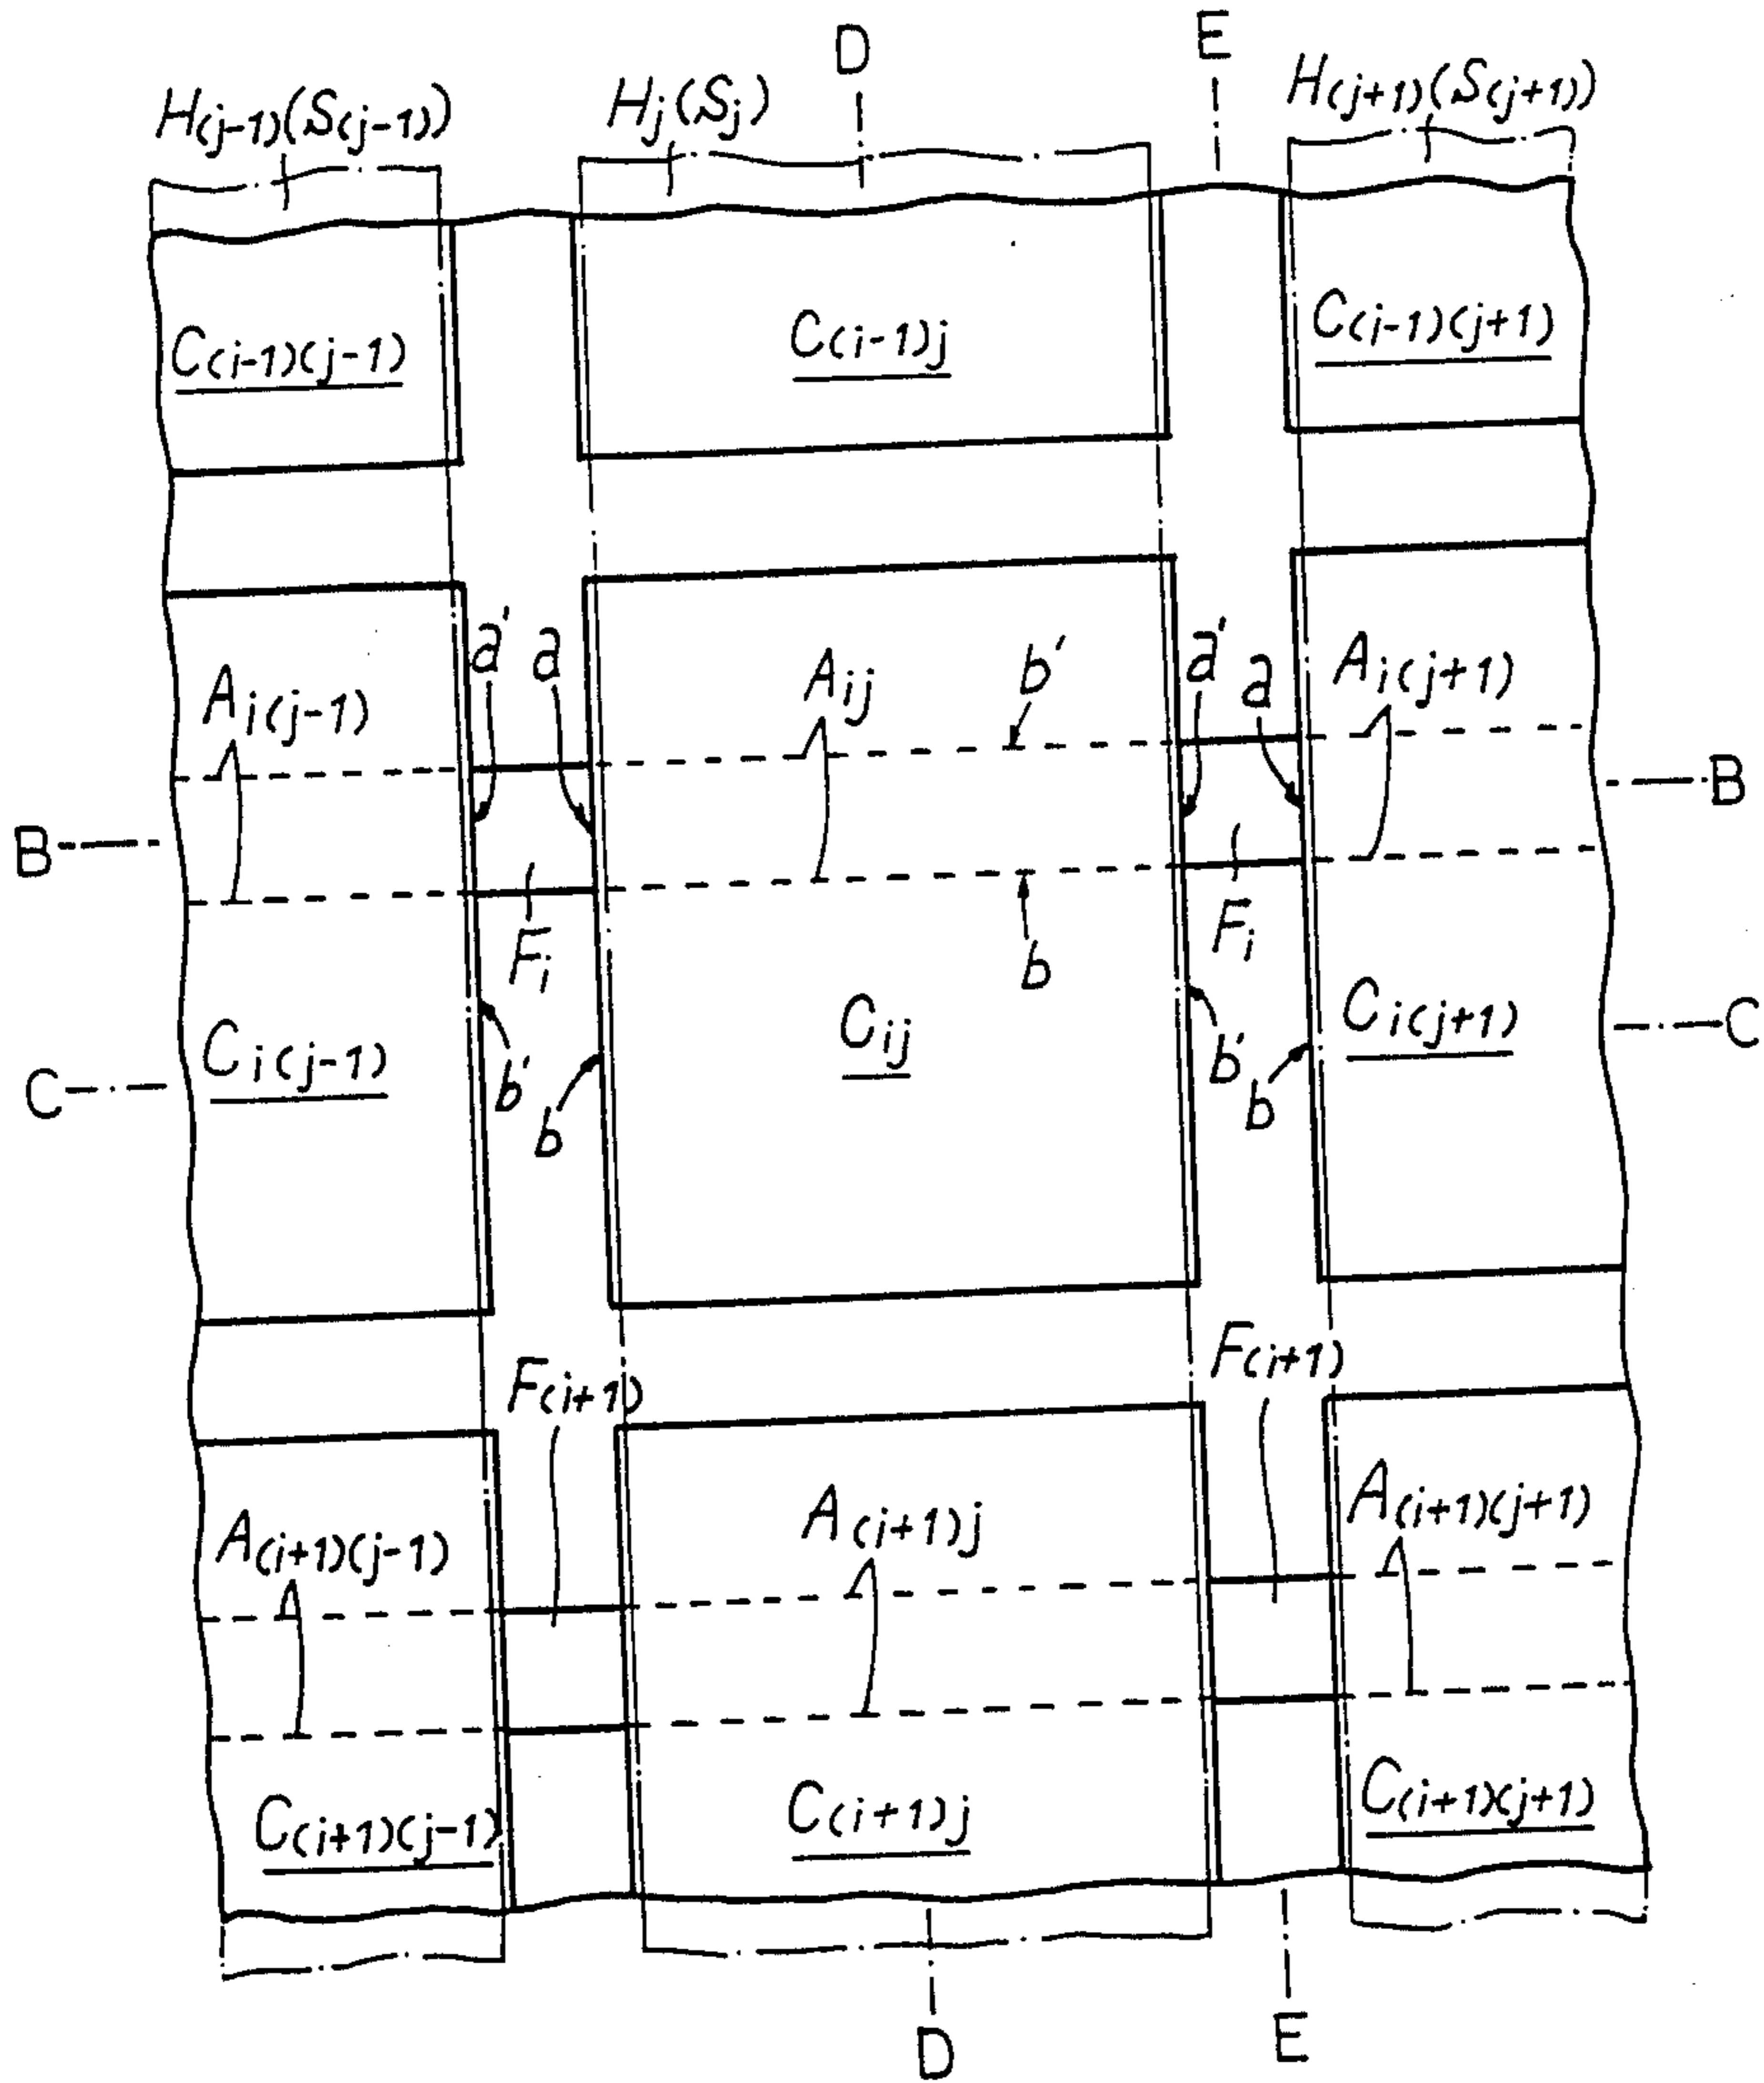 D E
H(j-1)(S(j-1)) Hj(Sj) H(j+1)(S(j+1))
C(i-1)(j-1) C(i-1)j C(i-1)(j+1)
a' a a' a
Ai(j-1) Aij b' Ai(j+1)
B B
Fi b Fi
Ci(j-1) Cij Ci(j+1)
C C
b' b b' b
F(i+1) F(i+1)
A(i+1)(j-1) A(i+1)j A(i+1)(j+1)
C(i+1)(j-1) C(i+1)j C(i+1)(j+1)
D E